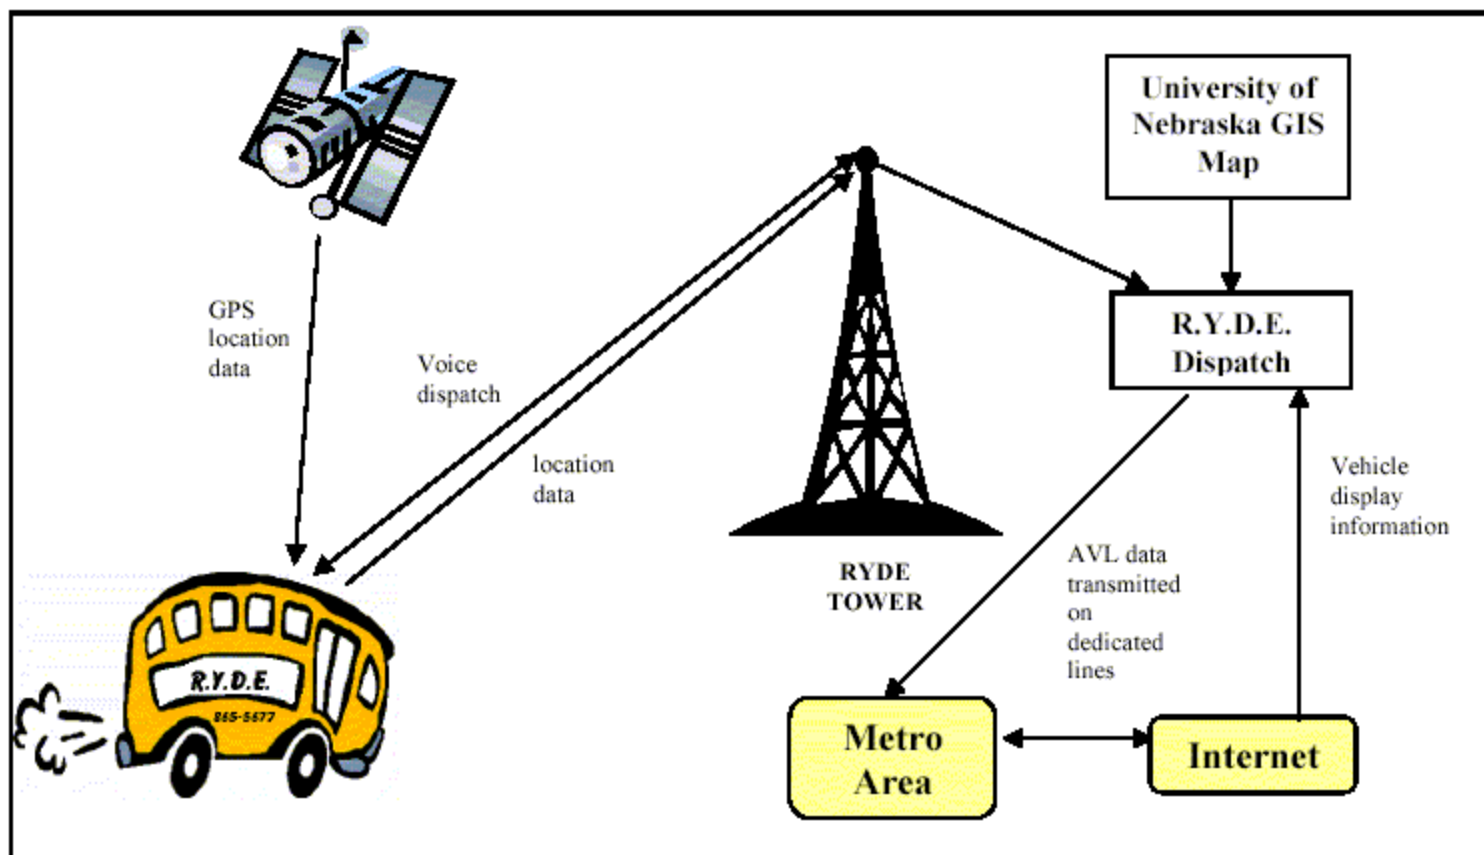 University of
Nebraska GIS
Map
GPS
location
data
Voice
dispatch
location
data
R.Y.D.E.
Dispatch
Vehicle
display
information
AVL data
transmitted
on
dedicated
lines
RYDE
TOWER
R.Y.D.E.
865-5677
Metro
Area
Internet